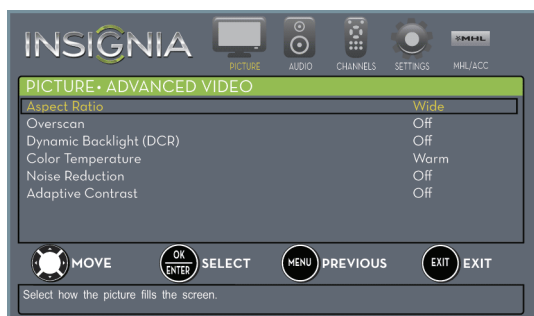 INSIGNIA
PICTURE AUDIO CHANNELS SETTINGS MHL/ACC
MHL
PICTURE• ADVANCED VIDEO
Aspect Ratio Wide
Overscan Off
Dynamic Backlight (DCR) Off
Color Temperature Warm
Noise Reduction Off
Adaptive Contrast Off
MOVE OK ENTER SELECT MENU PREVIOUS EXIT EXIT
Select how the picture fills the screen.